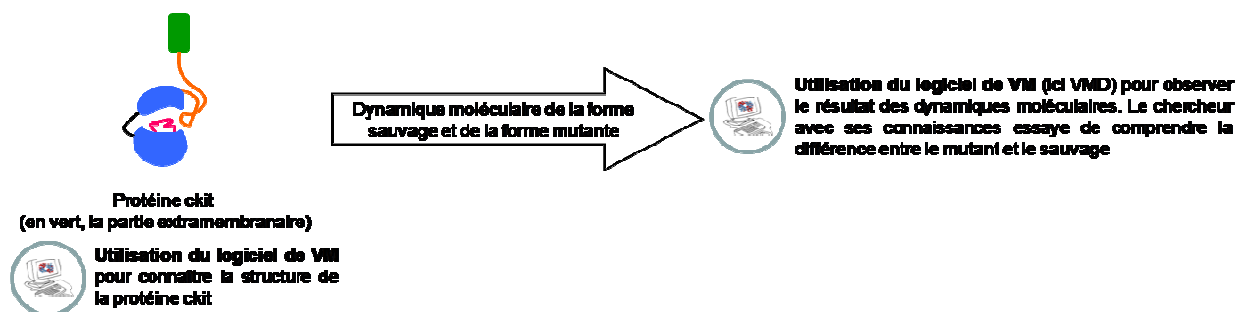 Dynamique moléculaire de la forme
sauvage et de la forme mutante
Utilisation du logiciel de VM (ici VMD) pour observer
le résultat des dynamiques moléculaires. Le chercheur
avec ses connaissances essaye de comprendre la
différence entre le mutant et le sauvage
Protéine ckit
(en vert, la partie extramembranaire)
Utilisation du logiciel de VM
pour connaître la structure de
la protéine ckit